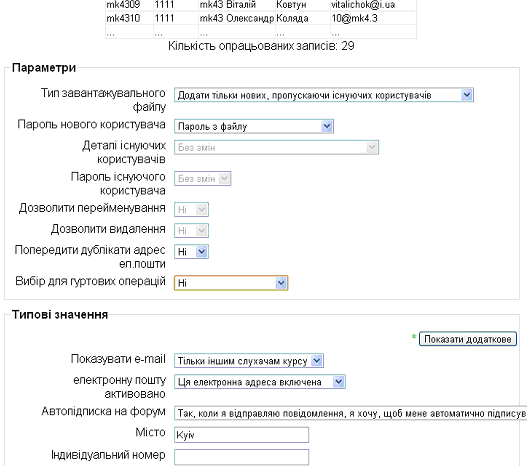 mk4309 1111 mk43 Віталій Ковтун vitalichok@i.ua
mk4310 1111 mk43 Олександр Коляда 10@mk4.3
... ... ... ... ...
Кількість опрацьованих записів: 29
Параметри
Тип завантажувального файлу Додати тільки нових, пропускаючи існуючих користувачів
Пароль нового користувача Пароль з файлу
Деталі існуючих користувачів Без змін
Пароль існуючого користувача Без змін
Дозволити перейменування Ні
Дозволити видалення Ні
Попередити дублікати адрес ел.пошти Ні
Вибір для гуртових операцій Ні
Типові значення
* Показати додаткове
Показувати e-mail Тільки іншим слухачам курсу
електронну пошту активовано Ця електронна адреса включена
Автопідписка на форум Так, коли я відправляю повідомлення, я хочу, щоб мене автоматично підписув
Місто Kyiv
Індивідуальний номер